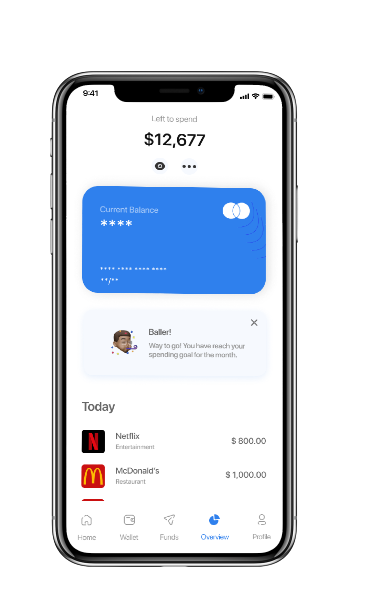 9:41
Left to spend
$12,677
Current Balance
****
**** **** **** ****
**/**
Baller!
Way to go! You have reach your
spending goal for the month.
Today
Netflix
Entertainment
$ 800.00
McDonald's
Restaurant
$ 1,000.00
Home
Wallet
Funds
Overview
Profile